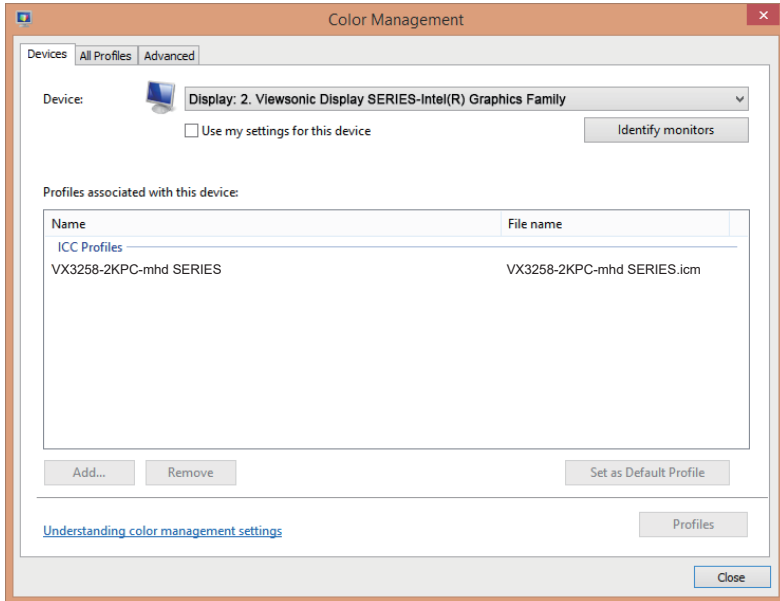 Color Management
Devices All Profiles Advanced
Device: Display: 2. Viewsonic Display SERIES-Intel(R) Graphics Family
Use my settings for this device Identify monitors
Profiles associated with this device:
Name File name
ICC Profiles
VX3258-2KPC-mhd SERIES VX3258-2KPC-mhd SERIES.icm
Add... Remove Set as Default Profile
Understanding color management settings Profiles
Close